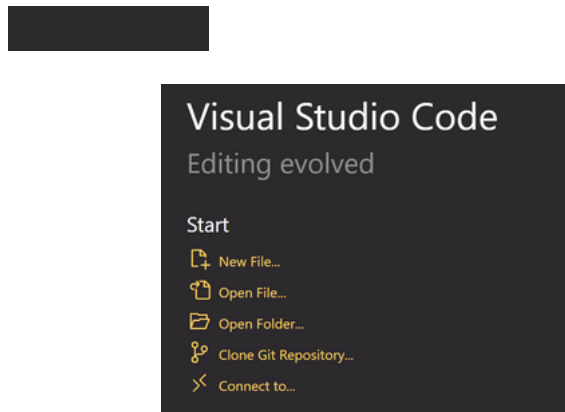 Visual Studio Code
Editing evolved
Start
New File...
Open File...
Open Folder...
Clone Git Repository...
Connect to...